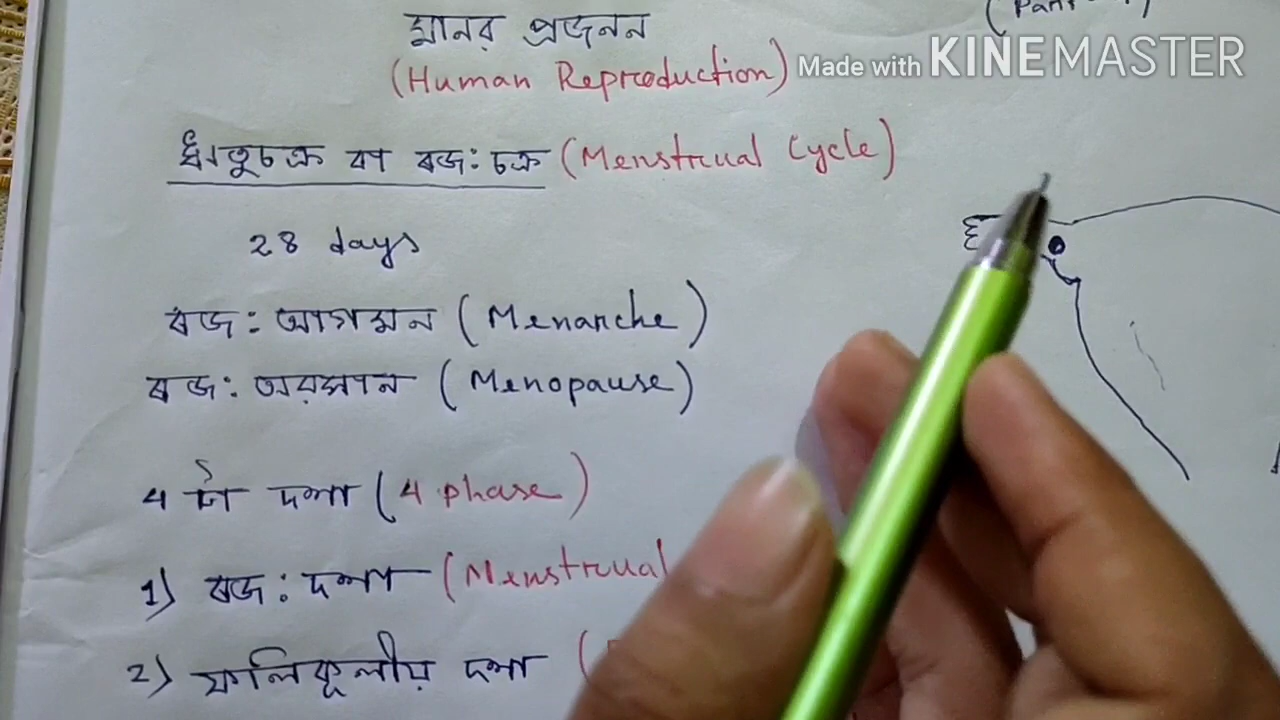 মানৱ প্ৰজনন
(Human Reproduction)
Made with KINEMASTER
ঋতুচক্ৰ বা ৰজঃ চক্ৰ (Menstrual Cycle)
28 days
ৰজঃ আগমন (Menarche)
ৰজঃ অৱসান (Menopause)
4 টা দশা (4 phase)
1) ৰজঃ দশা (Menstrual
2) ফলিকুলীয় দশা (